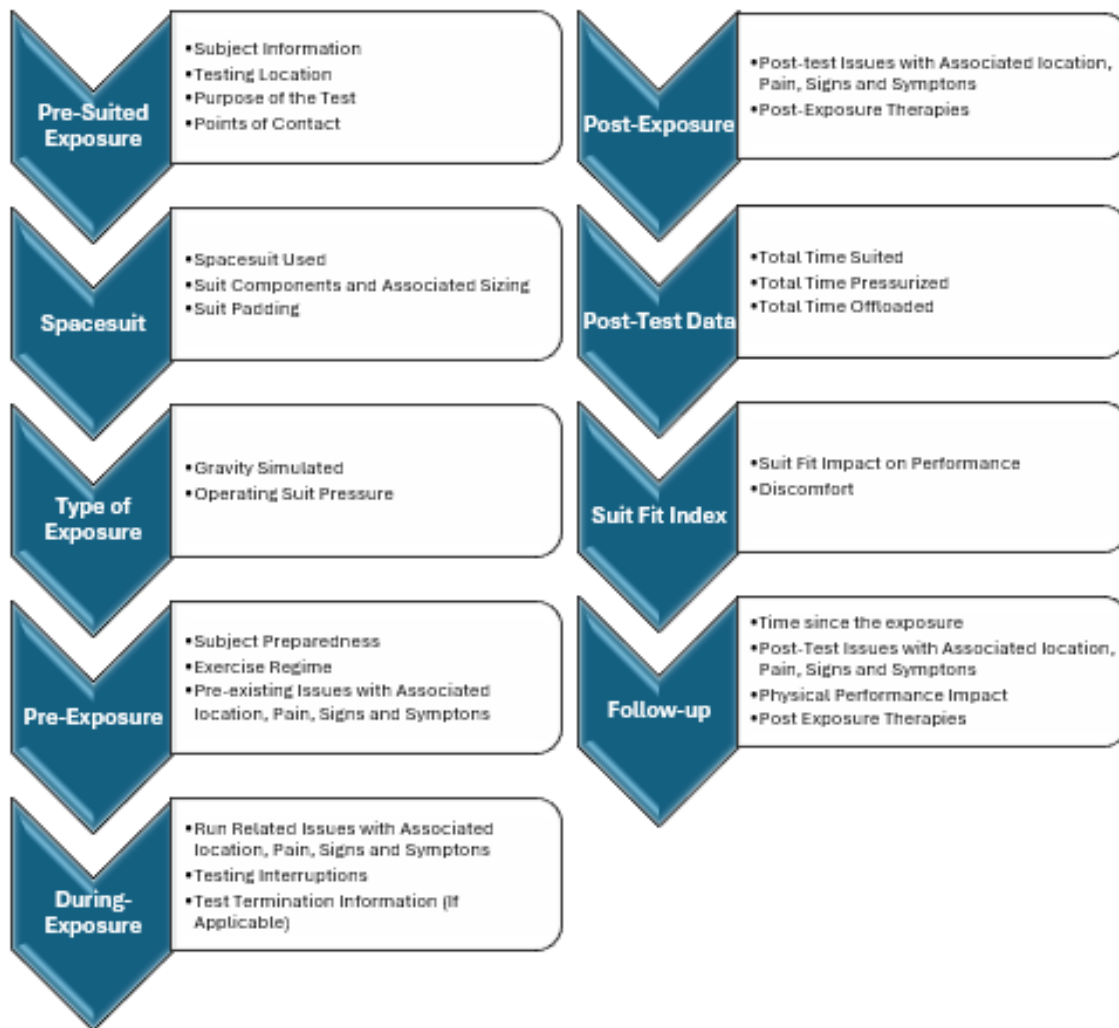 Pre-Suited
Exposure
•Subject Information
•Testing Location
•Purpose of the Test
•Points of Contact
Spacesuit
•Spacesuit Used
•Suit Components and Associated Sizing
•Suit Padding
Type of
Exposure
•Gravity Simulated
•Operating Suit Pressure
Pre-Exposure
•Subject Preparedness
•Exercise Regime
•Pre-existing Issues with Associated
location, Pain, Signs and Symptoms
During-
Exposure
•Run Related Issues with Associated
location, Pain, Signs and Symptoms
•Testing Interruptions
•Test Termination Information (If
Applicable)
Post-Exposure
•Post-test Issues with Associated location,
Pain, Signs and Symptons
•Post-Exposure Therapies
Post-Test Data
•Total Time Suited
•Total Time Pressurized
•Total Time Offloaded
Suit Fit Index
•Suit Fit Impact on Performance
•Discomfort
Follow-up
•Time since the exposure
•Post-Test Issues with Associated location,
Pain, Signs and Symptoms
•Physical Performance Impact
•Post Exposure Therapies